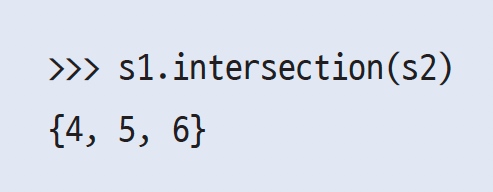 >>> s1.intersection(s2)
{4, 5, 6}